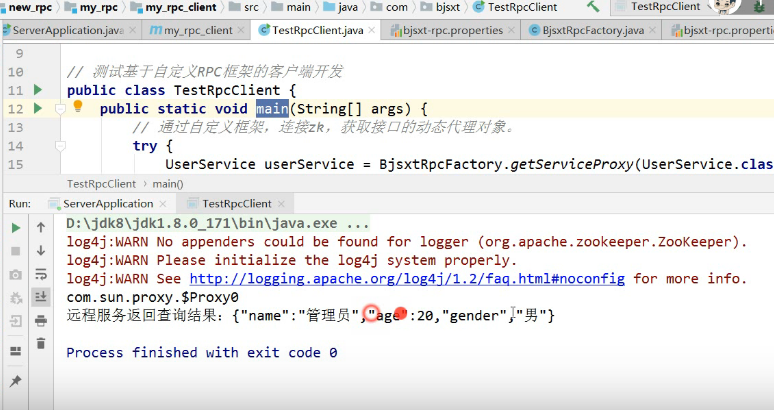 new_rpc my_rpc my_rpc_client src main java com bjsxt TestRpcClient TestRpcClient
ServerApplication.java my_rpc_client TestRpcClient.java bjsxt-rpc.properties BjsxtRpcFactory.java bjsxt-rpc.properti
9
10 // 测试基于自定义RPC框架的客户端开发
11 public class TestRpcClient {
12 public static void main(String[] args) {
13 // 通过自定义框架，连接zk，获取接口的动态代理对象。
14 try {
15 UserService userService = BjsxtRpcFactory.getServiceProxy(UserService.clas
TestRpcClient › main()
Run: ServerApplication TestRpcClient
D:\jdk8\jdk1.8.0_171\bin\java.exe ...
log4j:WARN No appenders could be found for logger (org.apache.zookeeper.ZooKeeper).
log4j:WARN Please initialize the log4j system properly.
log4j:WARN See http://logging.apache.org/log4j/1.2/faq.html#noconfig for more info.
com.sun.proxy.$Proxy0
远程服务返回查询结果：{"name":"管理员","age":20,"gender","男"}
Process finished with exit code 0